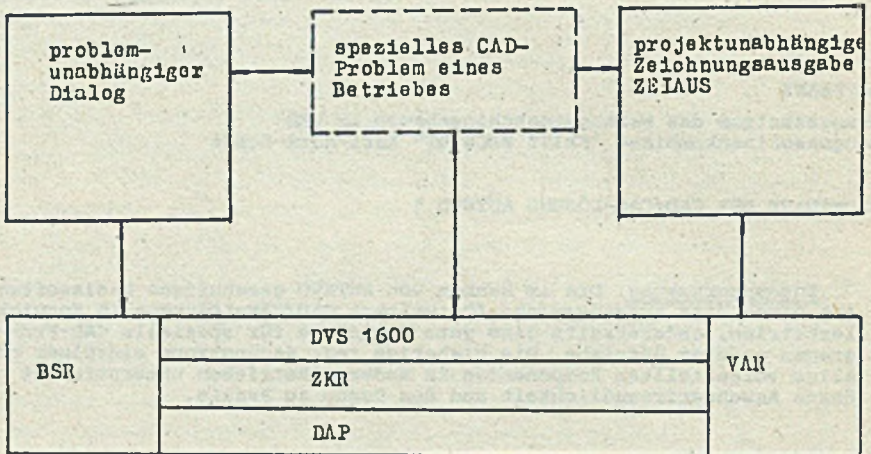 problem-
unabhängiger
Dialog
spezielles CAD-
Problem eines
Betriebes
projektunabhängige
Zeichnungsausgabe
ZEIAUS
BSR
DVS 1600
ZKR
DAP
VAR